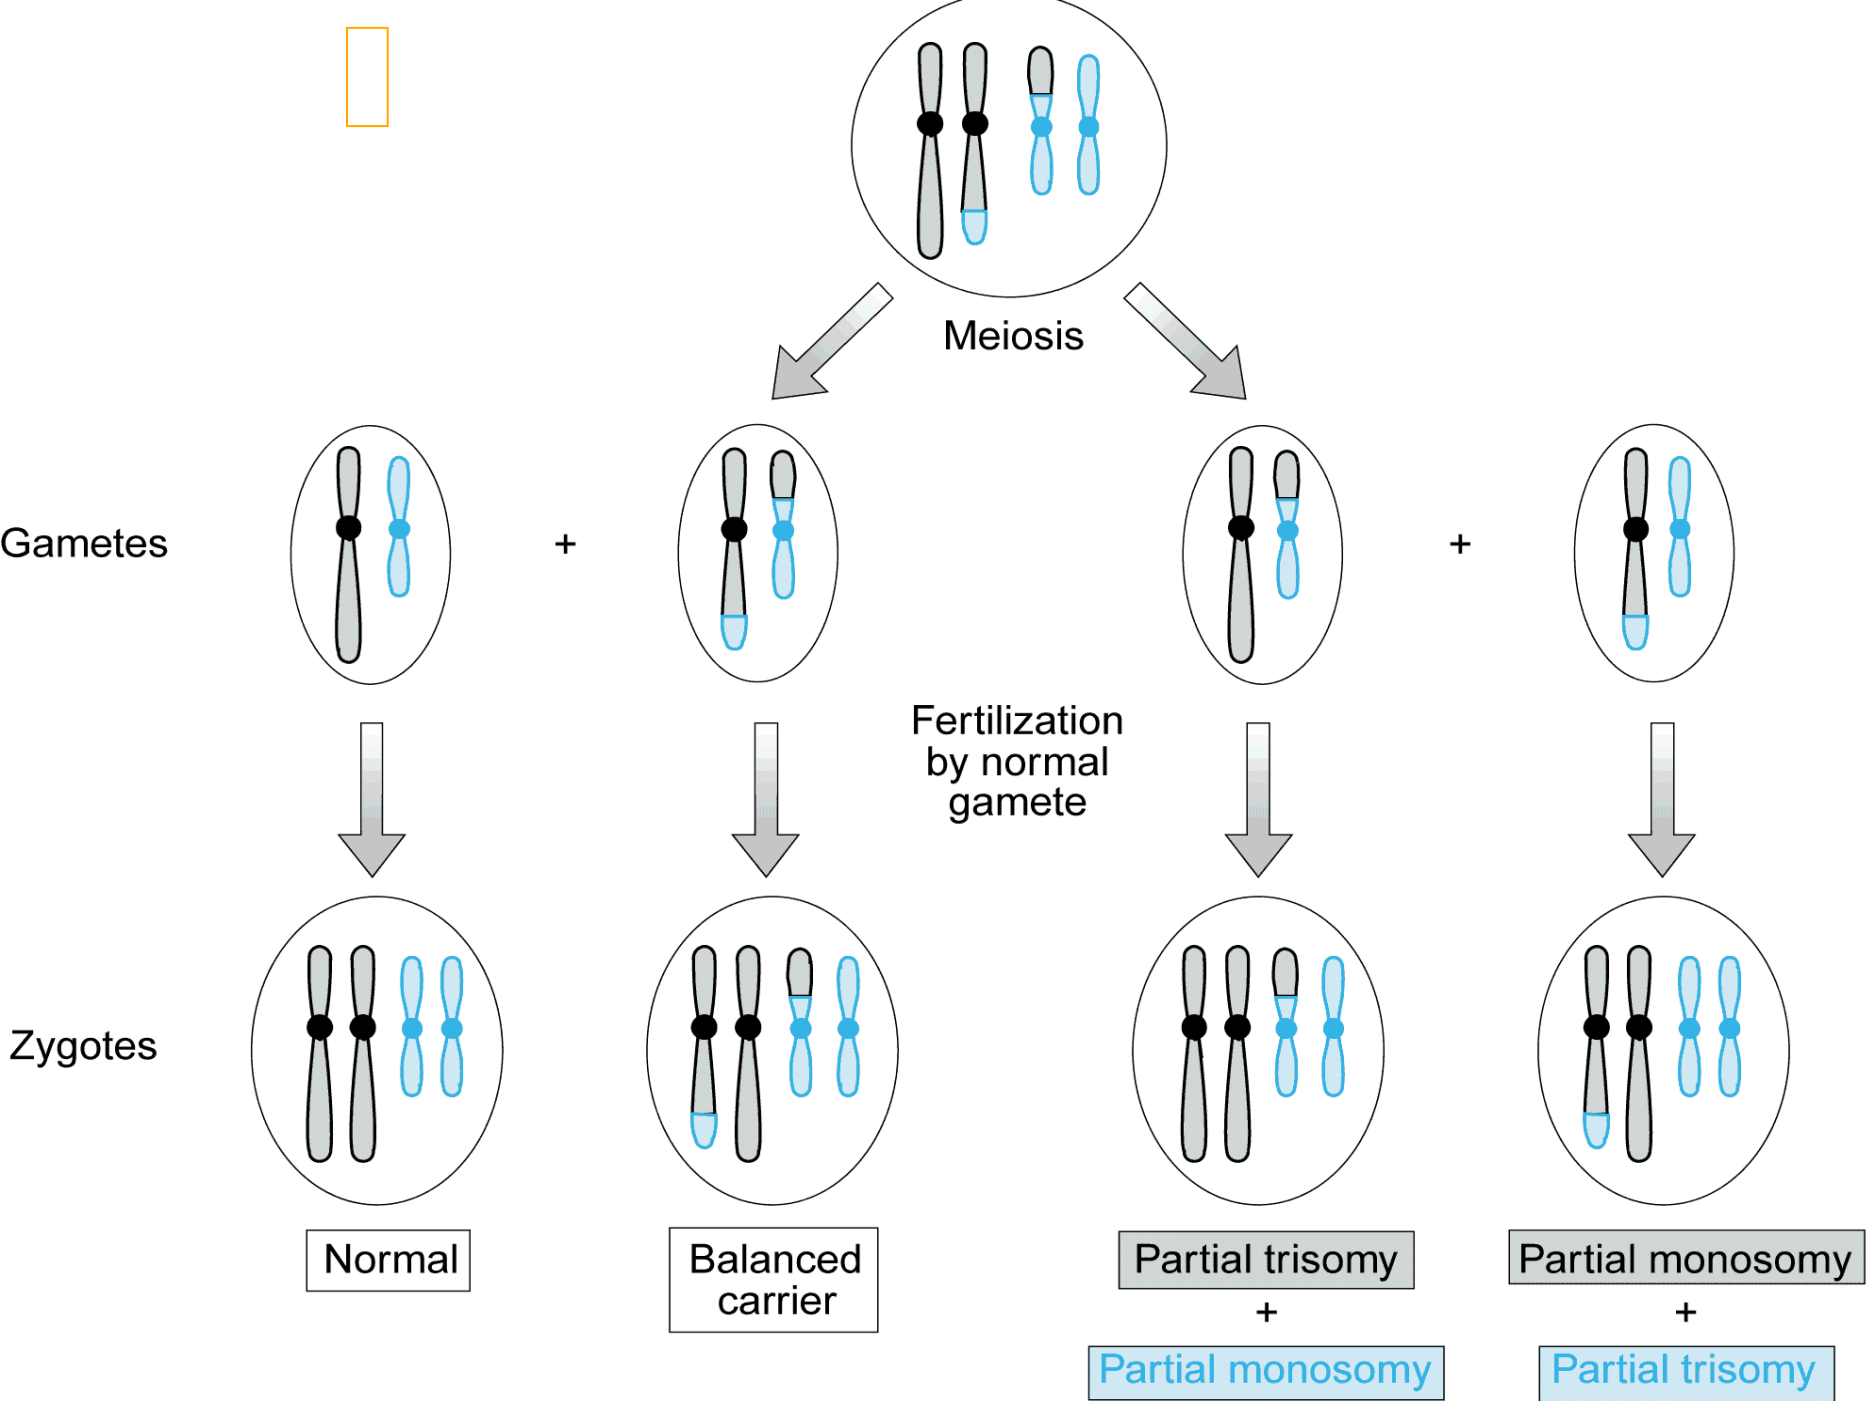 Meiosis
Gametes
+
+
Fertilization
by normal
gamete
Zygotes
Normal
Balanced
carrier
Partial trisomy
+
Partial monosomy
Partial monosomy
+
Partial trisomy